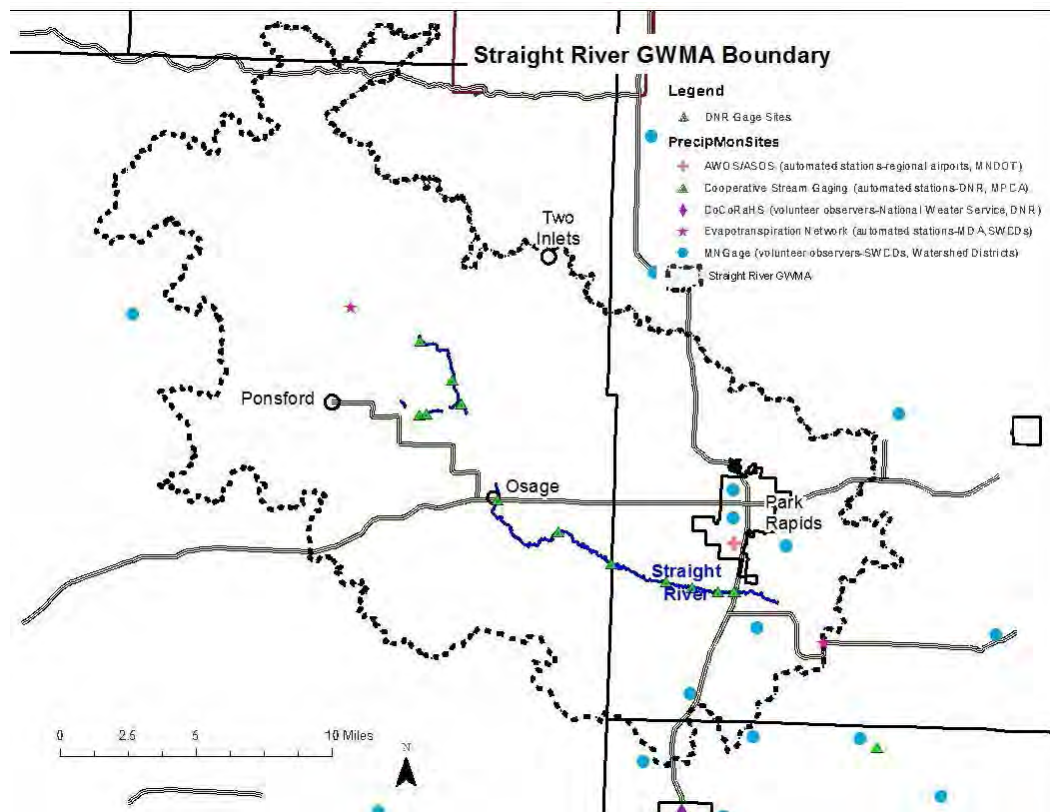 Straight River GWMA Boundary
Legend
DNR Gage Sites
PrecipMonSites
AWOS/ASOS (automated stations-regional airports, MNDOT)
Cooperative Stream Gaging (automated stations-DNR, MPCA)
CoCoRaHS (volunteer observers-National Weater Service, DNR)
Evapotranspiration Network (automated stations-MDA, SWCDs)
MNGage (volunteer observers-SWCDs, Watershed Districts)
Straight River GWMA
Two
Inlets
Ponsford
Osage
Park
Rapids
Straight
River
0 2.5 5 10 Miles
N